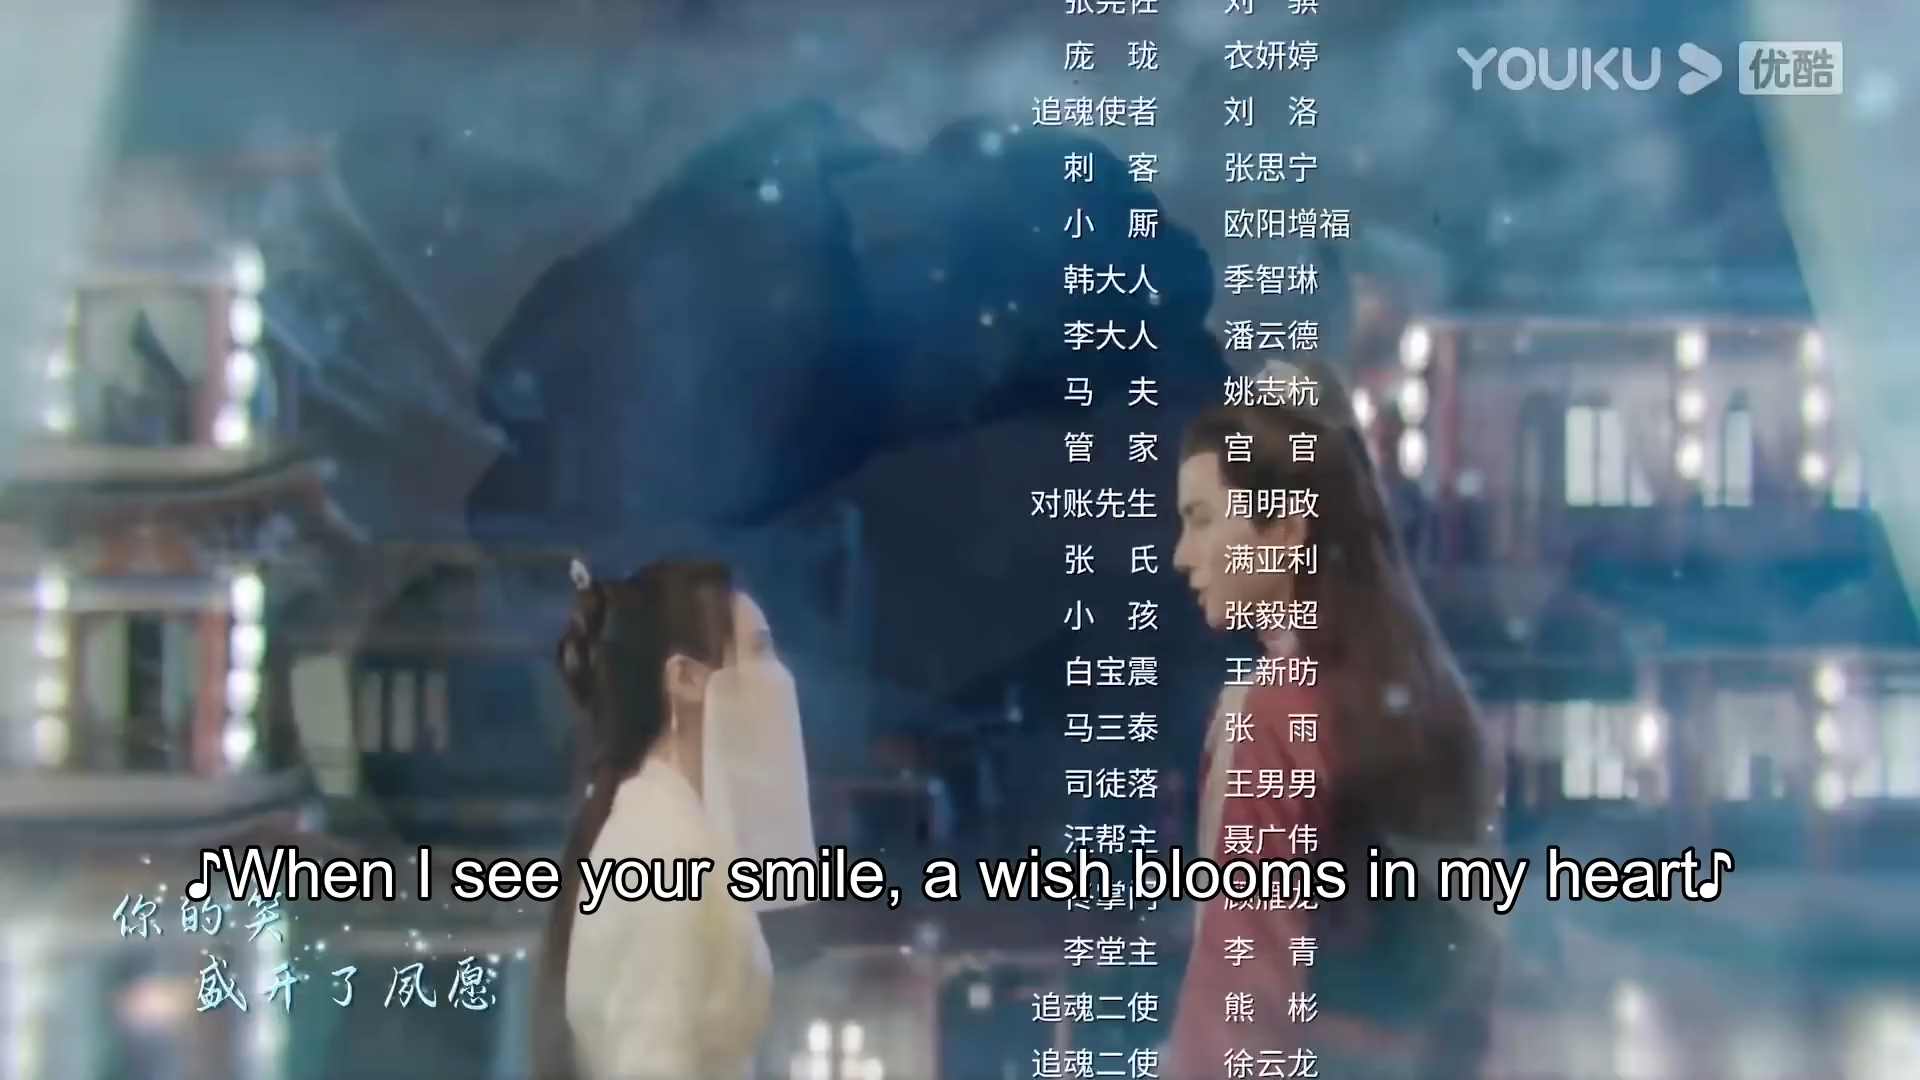 庞 珑 衣妍婷
YOUKU 优酷
追魂使者 刘 洛
刺 客 张思宁
小 厮 欧阳增福
韩大人 季智琳
李大人 潘云德
马 夫 姚志杭
管 家 宫 官
对账先生 周明政
张 氏 满亚利
小 孩 张毅超
白宝震 王新昉
马三泰 张 雨
司徒落 王男男
汪帮主 聂广伟
♪When I see your smile, a wish blooms in my heart♪
你的笑
李堂主 李 青
盛开了夙愿
追魂二使 熊 彬
追魂二使 徐云龙